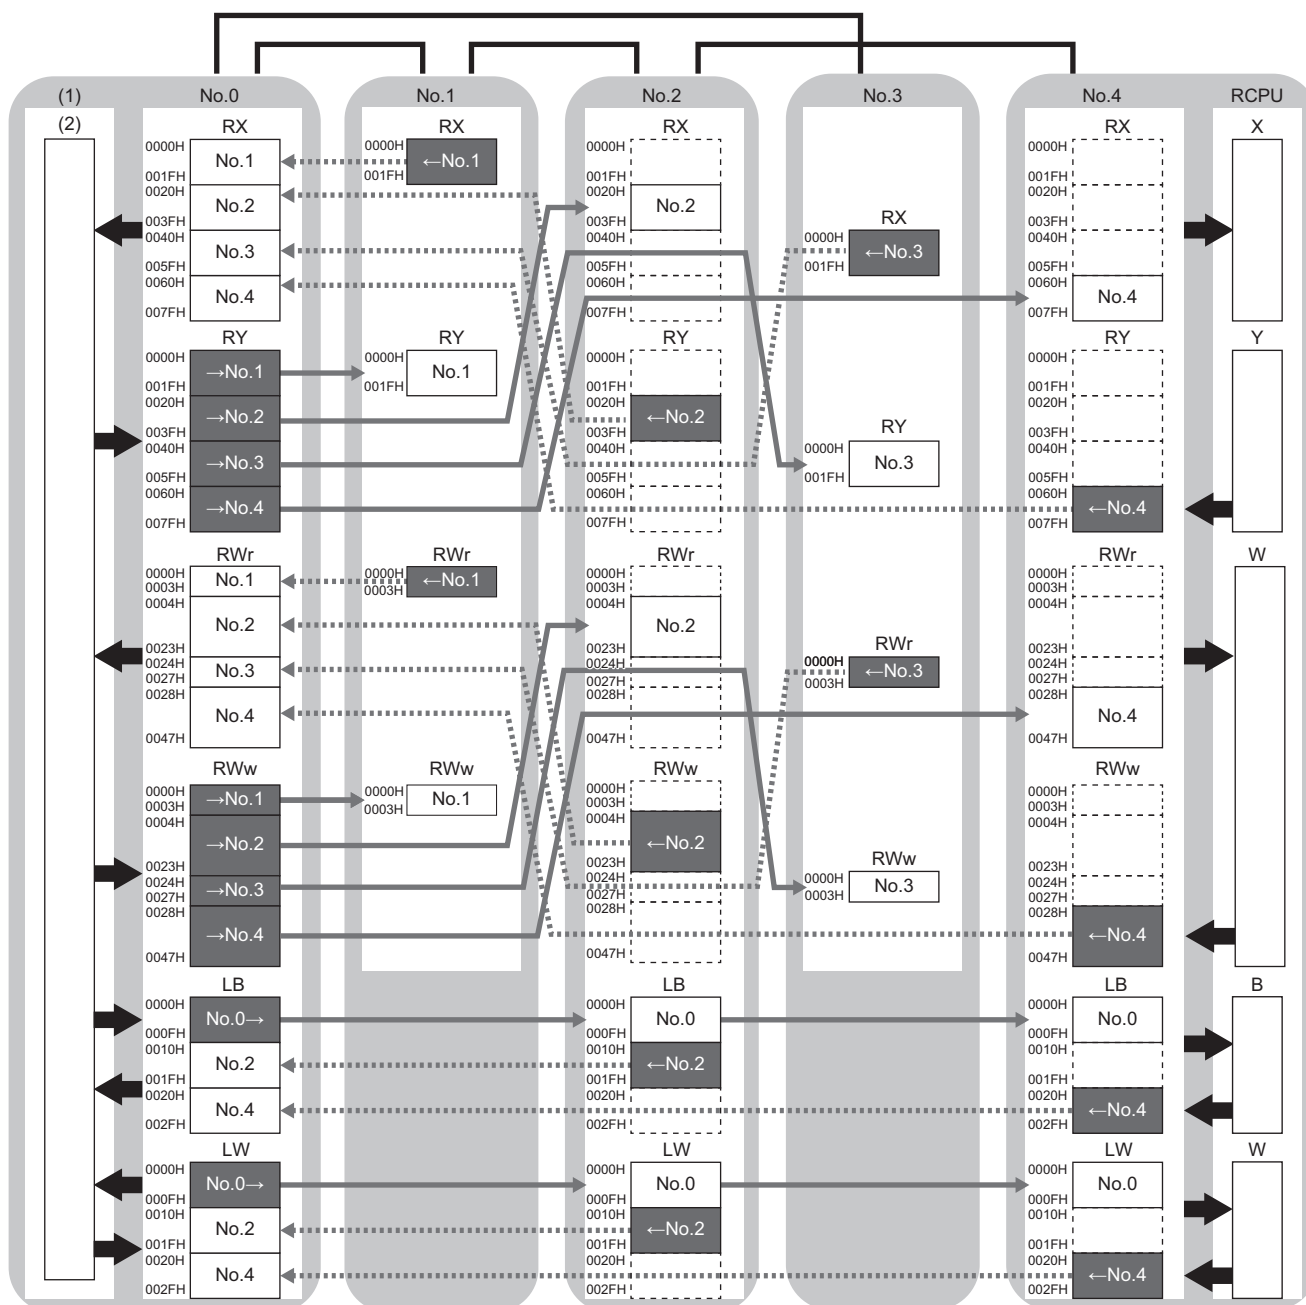 (1) No.0 No.1 No.2 No.3 No.4 RCPU
(2) RX RX RX RX X
0000H No.1 0000H ←No.1 0000H 0000H
001FH 001FH 001FH 001FH
0020H No.2 0020H No.2 0020H
003FH 003FH 003FH
RX
0040H No.3 0040H 0000H ←No.3 0040H
005FH 005FH 001FH 005FH
0060H No.4 0060H 0060H No.4
007FH 007FH 007FH
RY RY RY RY Y
0000H →No.1 0000H No.1 0000H 0000H
001FH 001FH 001FH 001FH
0020H →No.2 0020H ←No.2 0020H
003FH 003FH 003FH
RY
0040H →No.3 0040H 0000H No.3 0040H
005FH 005FH 001FH 005FH
0060H →No.4 0060H 0060H ←No.4
007FH 007FH 007FH
RWr RWr RWr RWr W
0000H No.1 0000H ←No.1 0000H 0000H
0003H 0003H 0003H 0003H
0004H No.2 0004H No.2 0004H
0023H 0023H 0023H
RWr
0024H No.3 0024H 0000H ←No.3 0024H
0027H 0027H 0003H 0027H
0028H No.4 0028H 0028H No.4
0047H 0047H 0047H
RWw RWw RWw RWw
0000H →No.1 0000H No.1 0000H 0000H
0003H 0003H 0003H 0003H
0004H →No.2 0004H ←No.2 0004H
0023H 0023H 0023H
RWw
0024H →No.3 0024H 0000H No.3 0024H
0027H 0027H 0003H 0027H
0028H →No.4 0028H 0028H ←No.4
0047H 0047H 0047H
LB LB LB B
0000H No.0→ 0000H No.0 0000H No.0
000FH 000FH 000FH
0010H No.2 0010H ←No.2 0010H
001FH 001FH 001FH
0020H No.4 0020H 0020H ←No.4
002FH 002FH 002FH
LW LW LW W
0000H No.0→ 0000H No.0 0000H No.0
000FH 000FH 000FH
0010H No.2 0010H ←No.2 0010H
001FH 001FH 001FH
0020H No.4 0020H 0020H ←No.4
002FH 002FH 002FH